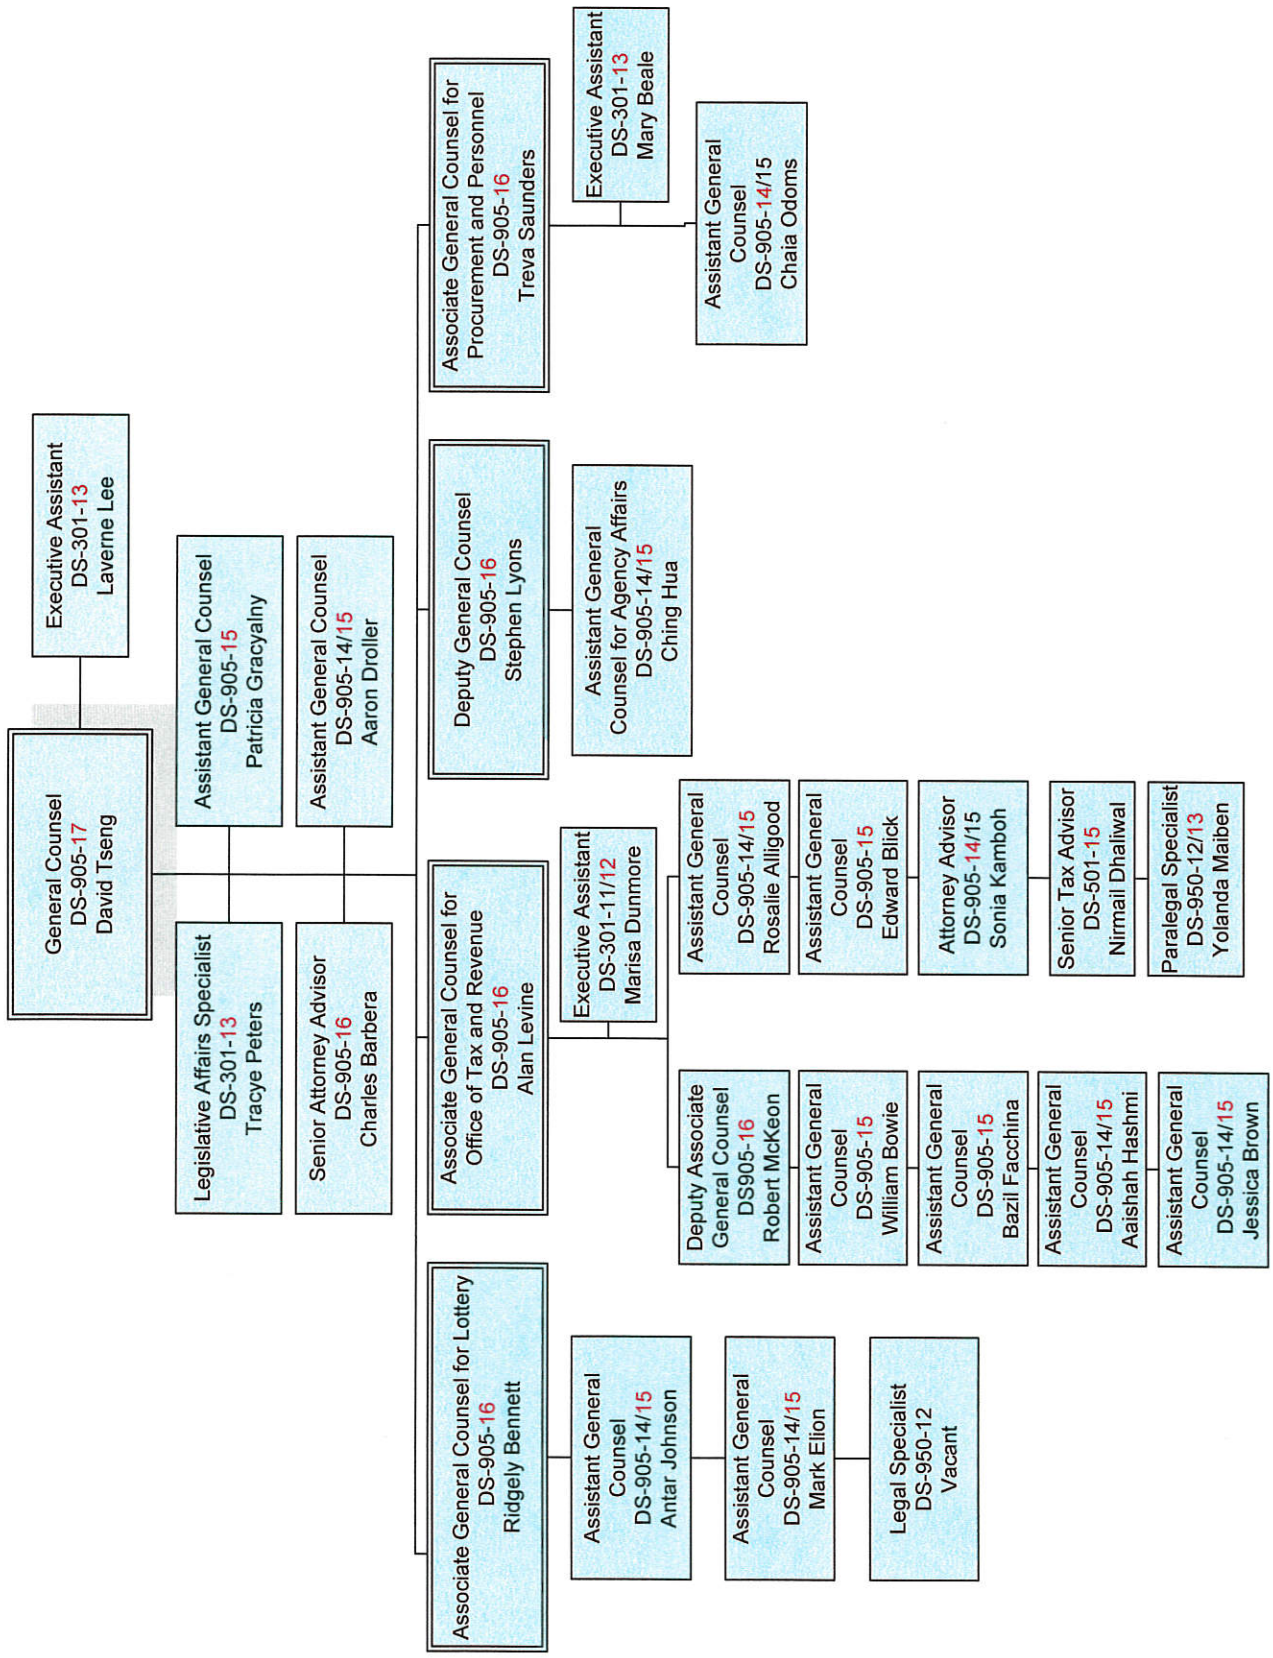 General Counsel
DS-905-17
David Tseng
Executive Assistant
DS-301-13
Laverne Lee
Legislative Affairs Specialist
DS-301-13
Tracye Peters
Assistant General Counsel
DS-905-15
Patricia Gracyalny
Senior Attorney Advisor
DS-905-16
Charles Barbera
Assistant General Counsel
DS-905-14/15
Aaron Droller
Associate General Counsel for Lottery
DS-905-16
Ridgely Bennett
Assistant General
Counsel
DS-905-14/15
Antar Johnson
Assistant General
Counsel
DS-905-14/15
Mark Elion
Legal Specialist
DS-950-12
Vacant
Associate General Counsel for
Office of Tax and Revenue
DS-905-16
Alan Levine
Executive Assistant
DS-301-11/12
Marisa Dunmore
Deputy Associate
General Counsel
DS905-16
Robert McKeon
Assistant General
Counsel
DS-905-15
William Bowie
Assistant General
Counsel
DS-905-15
Bazil Facchina
Assistant General
Counsel
DS-905-14/15
Aaishah Hashmi
Assistant General
Counsel
DS-905-14/15
Jessica Brown
Assistant General
Counsel
DS-905-14/15
Rosalie Alligood
Assistant General
Counsel
DS-905-15
Edward Blick
Attorney Advisor
DS-905-14/15
Sonia Kamboh
Senior Tax Advisor
DS-501-15
Nirmail Dhaliwal
Paralegal Specialist
DS-950-12/13
Yolanda Maiben
Deputy General Counsel
DS-905-16
Stephen Lyons
Assistant General
Counsel for Agency Affairs
DS-905-14/15
Ching Hua
Associate General Counsel for
Procurement and Personnel
DS-905-16
Treva Saunders
Executive Assistant
DS-301-13
Mary Beale
Assistant General
Counsel
DS-905-14/15
Chaia Odoms